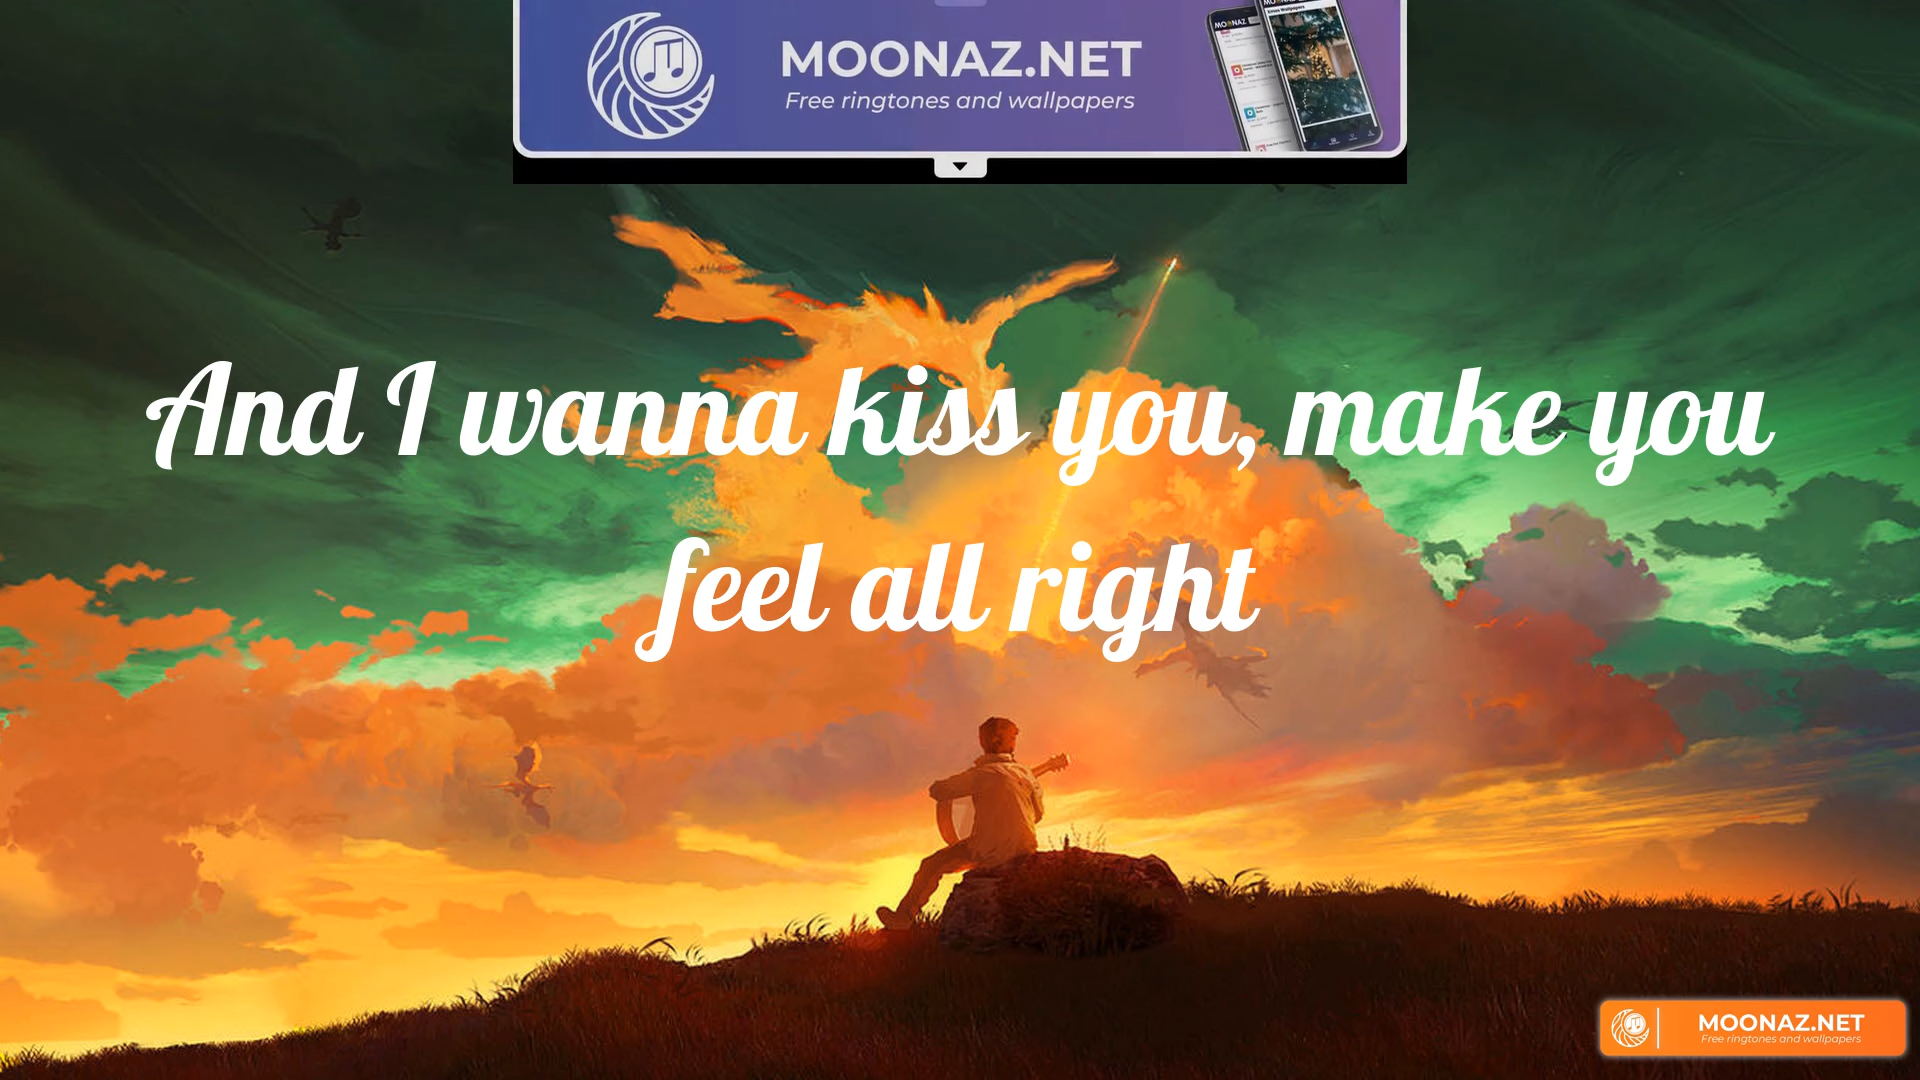 MOONAZ.NET
Free ringtones and wallpapers
And I wanna kiss you, make you
feel all right
MOONAZ.NET
Free ringtones and wallpapers